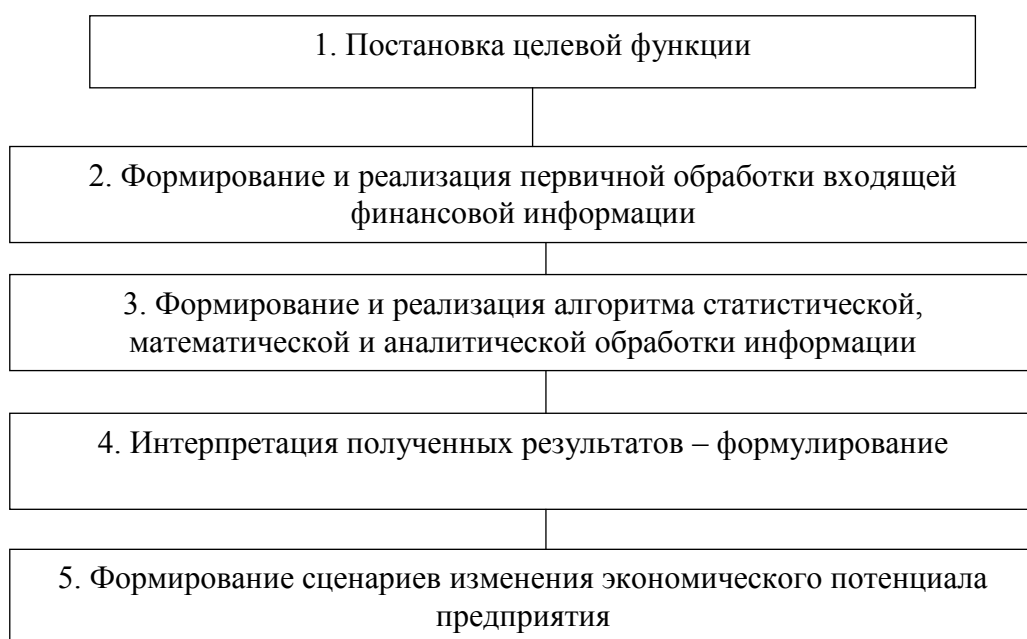 1. Постановка целевой функции
2. Формирование и реализация первичной обработки входящей
финансовой информации
3. Формирование и реализация алгоритма статистической,
математической и аналитической обработки информации
4. Интерпретация полученных результатов – формулирование
5. Формирование сценариев изменения экономического потенциала
предприятия